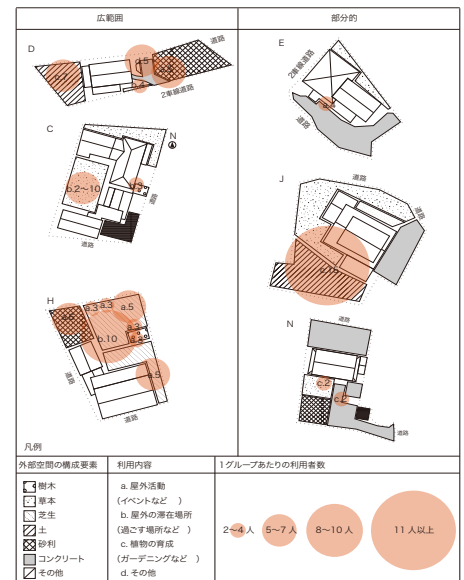 広範囲
部分的
D
道路
a.7
a.5
2車線道路
E
2車線道路
道路
C
N
b.2～10
道路
道路
J
道路
道路
H
a.3
a.3
a.5
b.10
a.3
a.5
道路
道路
N
道路
c.2
c.2
道路
凡例
外部空間の構成要素
利用内容
1グループあたりの利用者数
樹木
草本
芝生
土
砂利
コンクリート
その他
a. 屋外活動
(イベントなど )
b. 屋外の滞在場所
(過ごす場所など )
c. 植物の育成
(ガーデニングなど )
d. その他
2～4 人
5～7 人
8～10 人
11 人以上